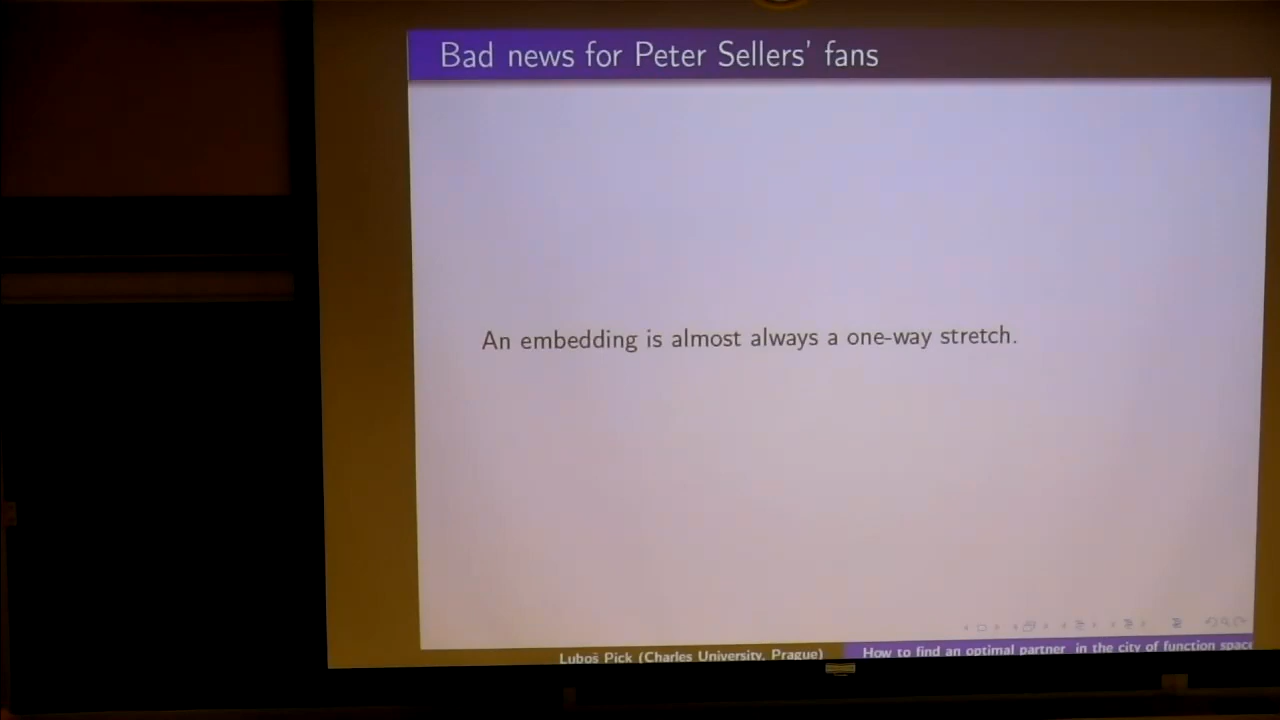 Bad news for Peter Sellers' fans
An embedding is almost always a one-way stretch.
Luboš Pick (Charles University, Prague)
How to find an optimal partner in the city of function space